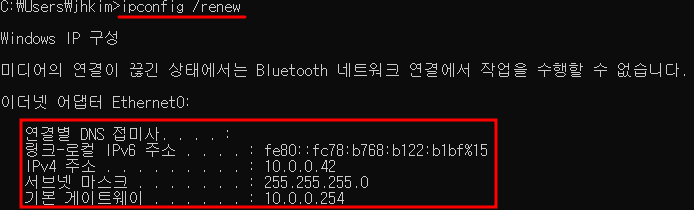 C:\Users\jhkim>ipconfig /renew
Windows IP 구성
미디어의 연결이 끊긴 상태에서는 Bluetooth 네트워크 연결에서 작업을 수행할 수 없습니다.
이더넷 어댑터 Ethernet0:
연결별 DNS 접미사. . . . :
링크-로컬 IPv6 주소 . . . . : fe80::fc78:b768:b122:b1bf%15
IPv4 주소 . . . . . . . . . : 10.0.0.42
서브넷 마스크 . . . . . . . : 255.255.255.0
기본 게이트웨이 . . . . . . : 10.0.0.254